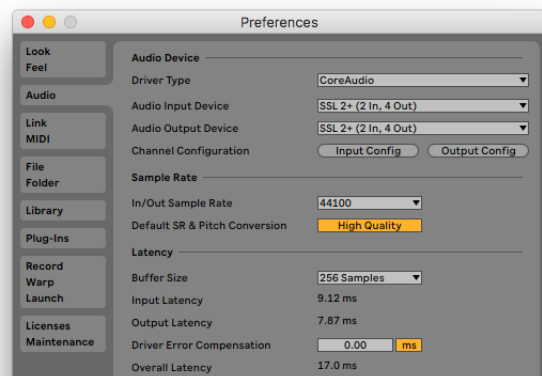 Preferences
Look
Feel
Audio
Link
MIDI
File
Folder
Library
Plug-Ins
Record
Warp
Launch
Licenses
Maintenance
Audio Device
Driver Type CoreAudio
Audio Input Device SSL 2+ (2 In, 4 Out)
Audio Output Device SSL 2+ (2 In, 4 Out)
Channel Configuration Input Config Output Config
Sample Rate
In/Out Sample Rate 44100
Default SR & Pitch Conversion High Quality
Latency
Buffer Size 256 Samples
Input Latency 9.12 ms
Output Latency 7.87 ms
Driver Error Compensation 0.00 ms
Overall Latency 17.0 ms